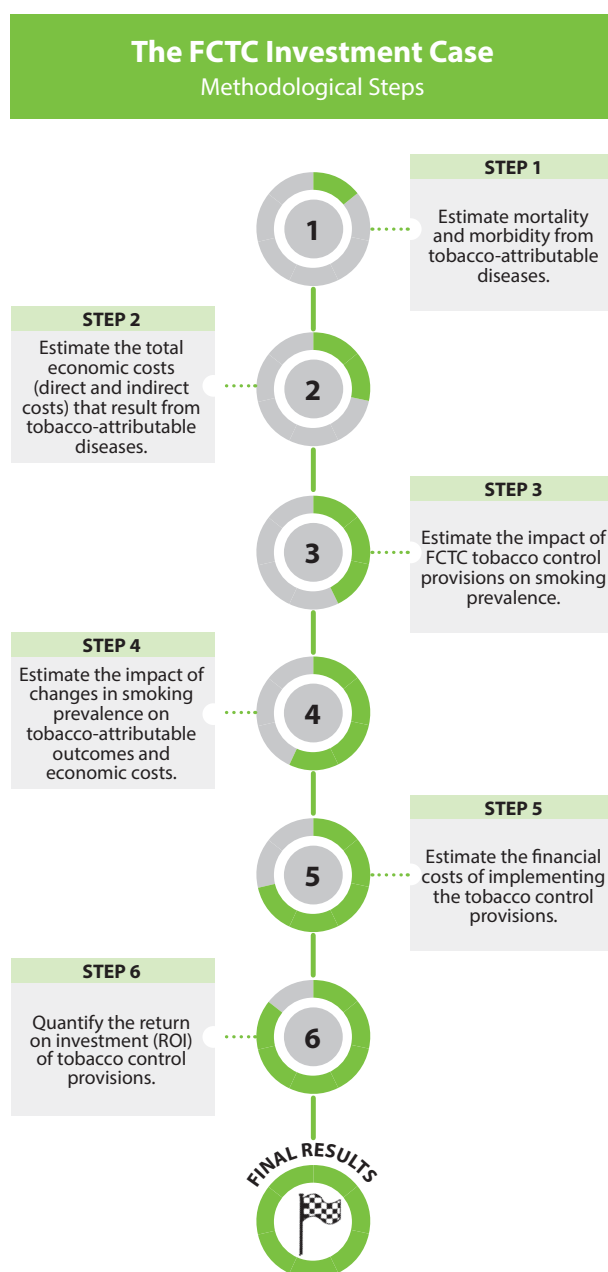 The FCTC Investment Case
Methodological Steps
STEP 1
1
Estimate mortality
and morbidity from
tobacco-attributable
diseases.
STEP 2
Estimate the total
economic costs
(direct and indirect
costs) that result from
tobacco-attributable
diseases.
2
STEP 3
3
Estimate the impact of
FCTC tobacco control
provisions on smoking
prevalence.
STEP 4
Estimate the impact of
changes in smoking
prevalence on
tobacco-attributable
outcomes and
economic costs.
4
STEP 5
5
Estimate the financial
costs of implementing
the tobacco control
provisions.
STEP 6
Quantify the return
on investment (ROI)
of tobacco control
provisions.
6
FINAL RESULTS